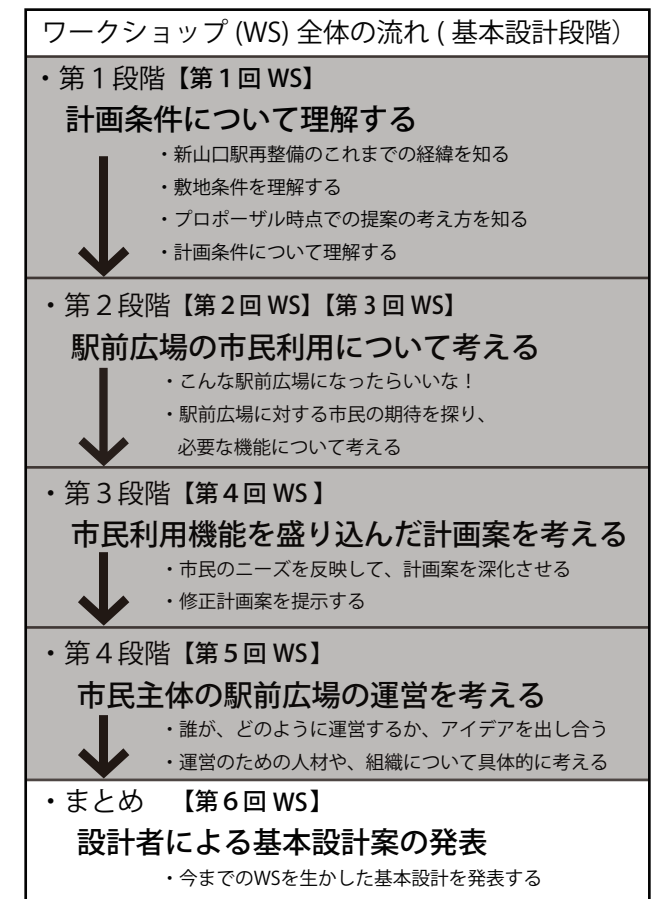 ワークショップ (WS) 全体の流れ ( 基本設計段階）
・第１段階【第１回 WS】
計画条件について理解する
・新山口駅再整備のこれまでの経緯を知る
・敷地条件を理解する
・プロポーザル時点での提案の考え方を知る
・計画条件について理解する
・第２段階【第２回 WS】【第 3 回 WS】
駅前広場の市民利用について考える
・こんな駅前広場になったらいいな！
・駅前広場に対する市民の期待を探り、
必要な機能について考える
・第３段階【第４回 WS 】
市民利用機能を盛り込んだ計画案を考える
・市民のニーズを反映して、計画案を深化させる
・修正計画案を提示する
・第４段階【第５回 WS】
市民主体の駅前広場の運営を考える
・誰が、どのように運営するか、アイデアを出し合う
・運営のための人材や、組織について具体的に考える
・まとめ　【第６回 WS】
設計者による基本設計案の発表
・今までのWSを生かした基本設計を発表する